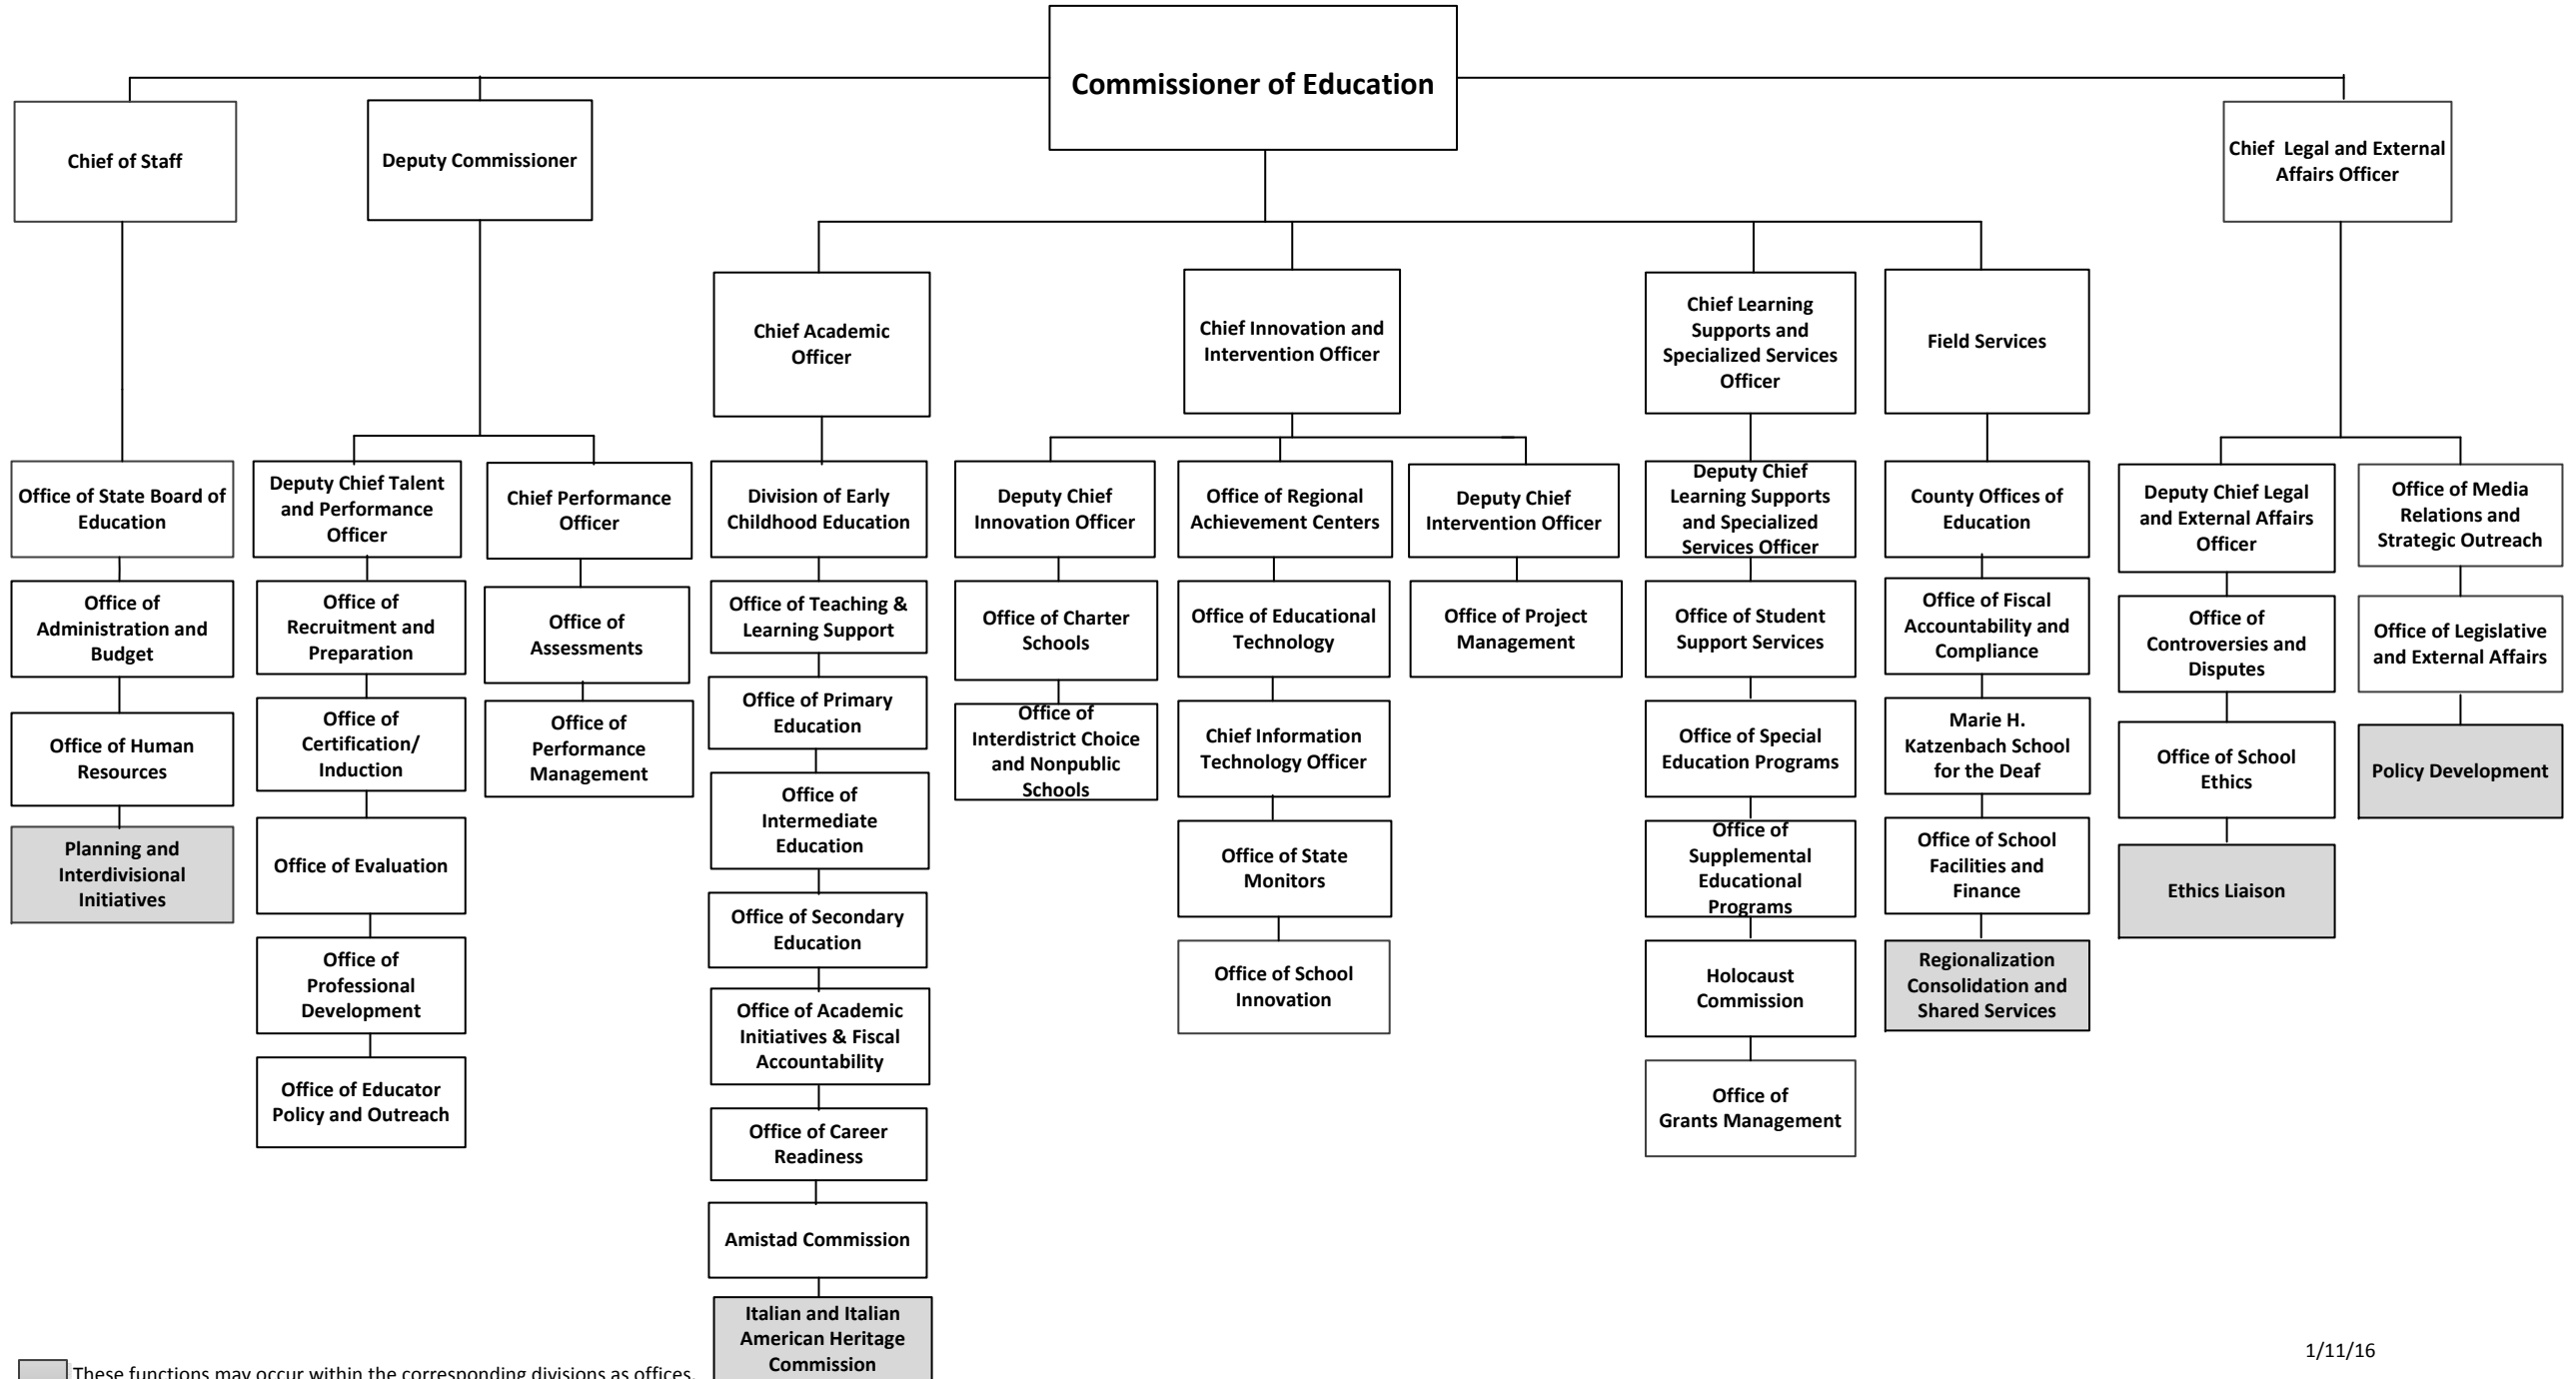 Commissioner of Education
Chief of Staff
Deputy Commissioner
Chief Legal and External
Affairs Officer
Chief Academic
Officer
Chief Innovation and
Intervention Officer
Chief Learning
Supports and
Specialized Services
Officer
Field Services
Office of State Board of
Education
Office of
Administration and
Budget
Office of Human
Resources
Planning and
Interdivisional
Initiatives
Deputy Chief Talent
and Performance
Officer
Office of
Recruitment and
Preparation
Office of
Certification/
Induction
Office of Evaluation
Office of
Professional
Development
Office of Educator
Policy and Outreach
Chief Performance
Officer
Office of
Assessments
Office of
Performance
Management
Division of Early
Childhood Education
Office of Teaching &
Learning Support
Office of Primary
Education
Office of
Intermediate
Education
Office of Secondary
Education
Office of Academic
Initiatives & Fiscal
Accountability
Office of Career
Readiness
Amistad Commission
Italian and Italian
American Heritage
Commission
Deputy Chief
Innovation Officer
Office of Charter
Schools
Office of
Interdistrict Choice
and Nonpublic
Schools
Office of Regional
Achievement Centers
Office of Educational
Technology
Chief Information
Technology Officer
Office of State
Monitors
Office of School
Innovation
Deputy Chief
Intervention Officer
Office of Project
Management
Deputy Chief
Learning Supports
and Specialized
Services Officer
Office of Student
Support Services
Office of Special
Education Programs
Office of
Supplemental
Educational
Programs
Holocaust
Commission
Office of
Grants Management
County Offices of
Education
Office of Fiscal
Accountability and
Compliance
Marie H.
Katzenbach School
for the Deaf
Office of School
Facilities and
Finance
Regionalization
Consolidation and
Shared Services
Deputy Chief Legal
and External Affairs
Officer
Office of
Controversies and
Disputes
Office of School
Ethics
Ethics Liaison
Office of Media
Relations and
Strategic Outreach
Office of Legislative
and External Affairs
Policy Development
These functions may occur within the corresponding divisions as offices.
1/11/16